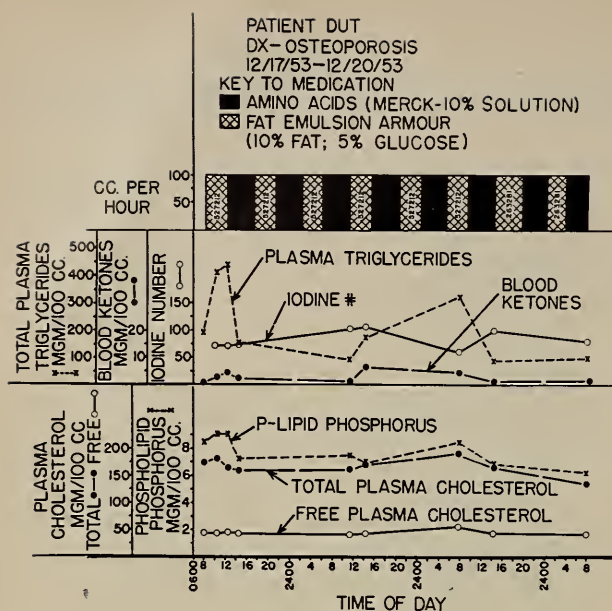 PATIENT DUT
DX-OSTEOPOROSIS
12/17/53-12/20/53
KEY TO MEDICATION
AMINO ACIDS (MERCK-10% SOLUTION)
FAT EMULSION ARMOUR
(10% FAT; 5% GLUCOSE)
CC. PER
HOUR
100
50
TOTAL PLASMA
TRIGLYCERIDES
MGM/100 CC.
500
400
300
200
100
BLOOD KETONES
MGM/100 CC.
20
10
IODINE NUMBER
150
100
50
PLASMA TRIGLYCERIDES
IODINE #
BLOOD
KETONES
PLASMA
CHOLESTEROL
MGM/100 CC
TOTAL FREE
200
150
100
50
PHOSPHOLIPID
PHOSPHORUS
MGM/100 CC.
8
6
4
2
P-LIPID PHOSPHORUS
TOTAL PLASMA CHOLESTEROL
FREE PLASMA CHOLESTEROL
0600 8 12 16 20 2400 4 8 12 16 20 2400 4 8 12 16 20 2400 4 8
TIME OF DAY